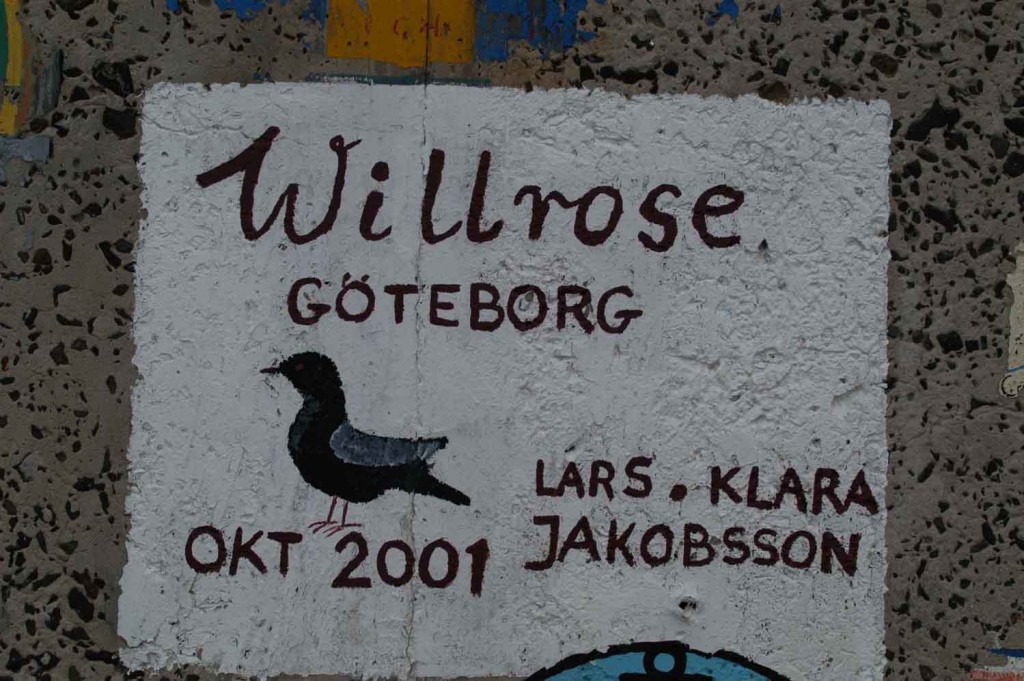 Willrose
GÖTEBORG
LARS . KLARA
JAKOBSSON
OKT 2001